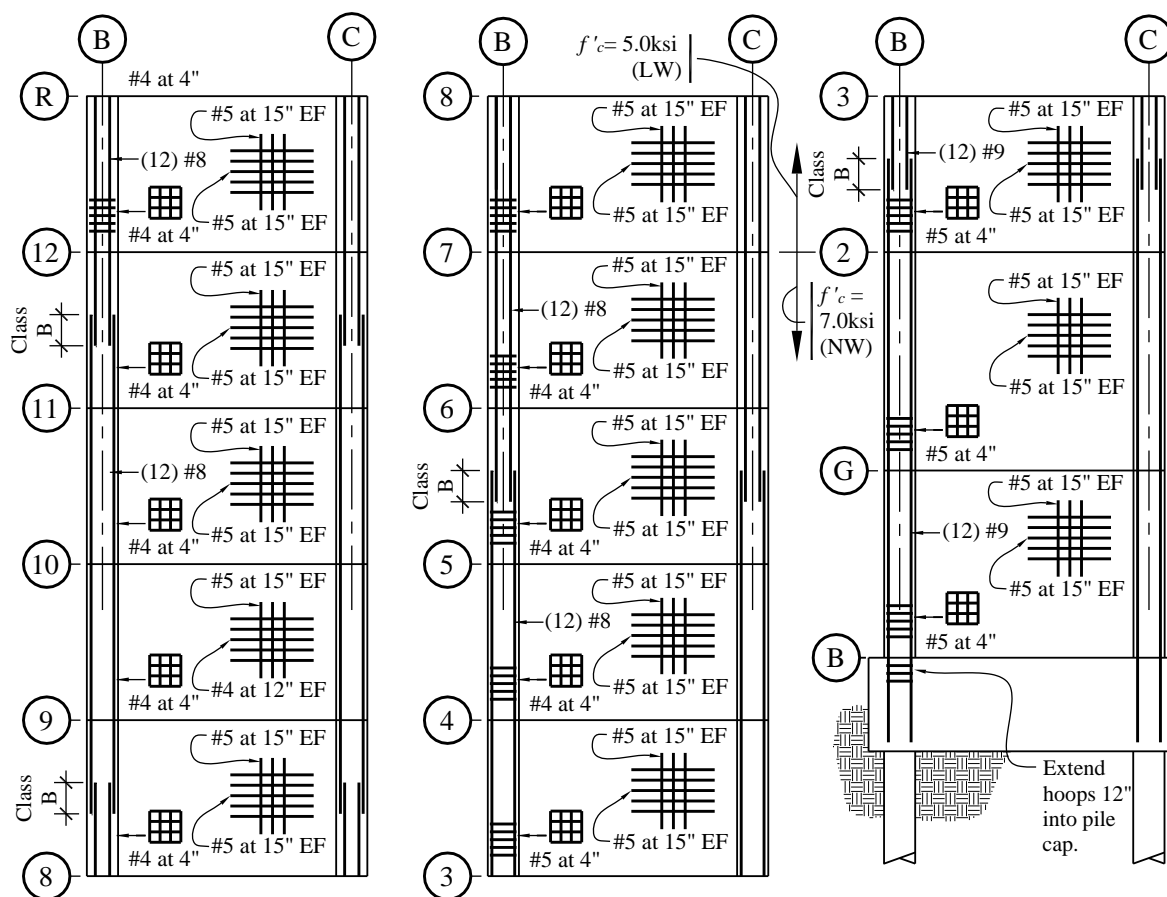 B
C
#4 at 4"
R
#5 at 15" EF
(12) #8
#4 at 4"
#5 at 15" EF
12
#5 at 15" EF
Class
B
#4 at 4"
#5 at 15" EF
11
#5 at 15" EF
(12) #8
#4 at 4"
#5 at 15" EF
10
#5 at 15" EF
#4 at 4"
#4 at 12" EF
9
#5 at 15" EF
Class
B
#4 at 4"
#5 at 15" EF
8
B
C
f 'c = 5.0ksi
(LW)
8
#5 at 15" EF
#4 at 4"
#5 at 15" EF
7
#5 at 15" EF
(12) #8
#4 at 4"
#5 at 15" EF
f 'c =
7.0ksi
(NW)
6
#5 at 15" EF
Class
B
#4 at 4"
#5 at 15" EF
5
#5 at 15" EF
(12) #8
#4 at 4"
#5 at 15" EF
4
#5 at 15" EF
#5 at 4"
#5 at 15" EF
3
B
C
3
#5 at 15" EF
Class
B
(12) #9
#5 at 4"
#5 at 15" EF
2
#5 at 15" EF
#5 at 15" EF
#5 at 4"
G
#5 at 15" EF
(12) #9
#5 at 15" EF
#5 at 4"
B
Extend
hoops 12"
into pile
cap.